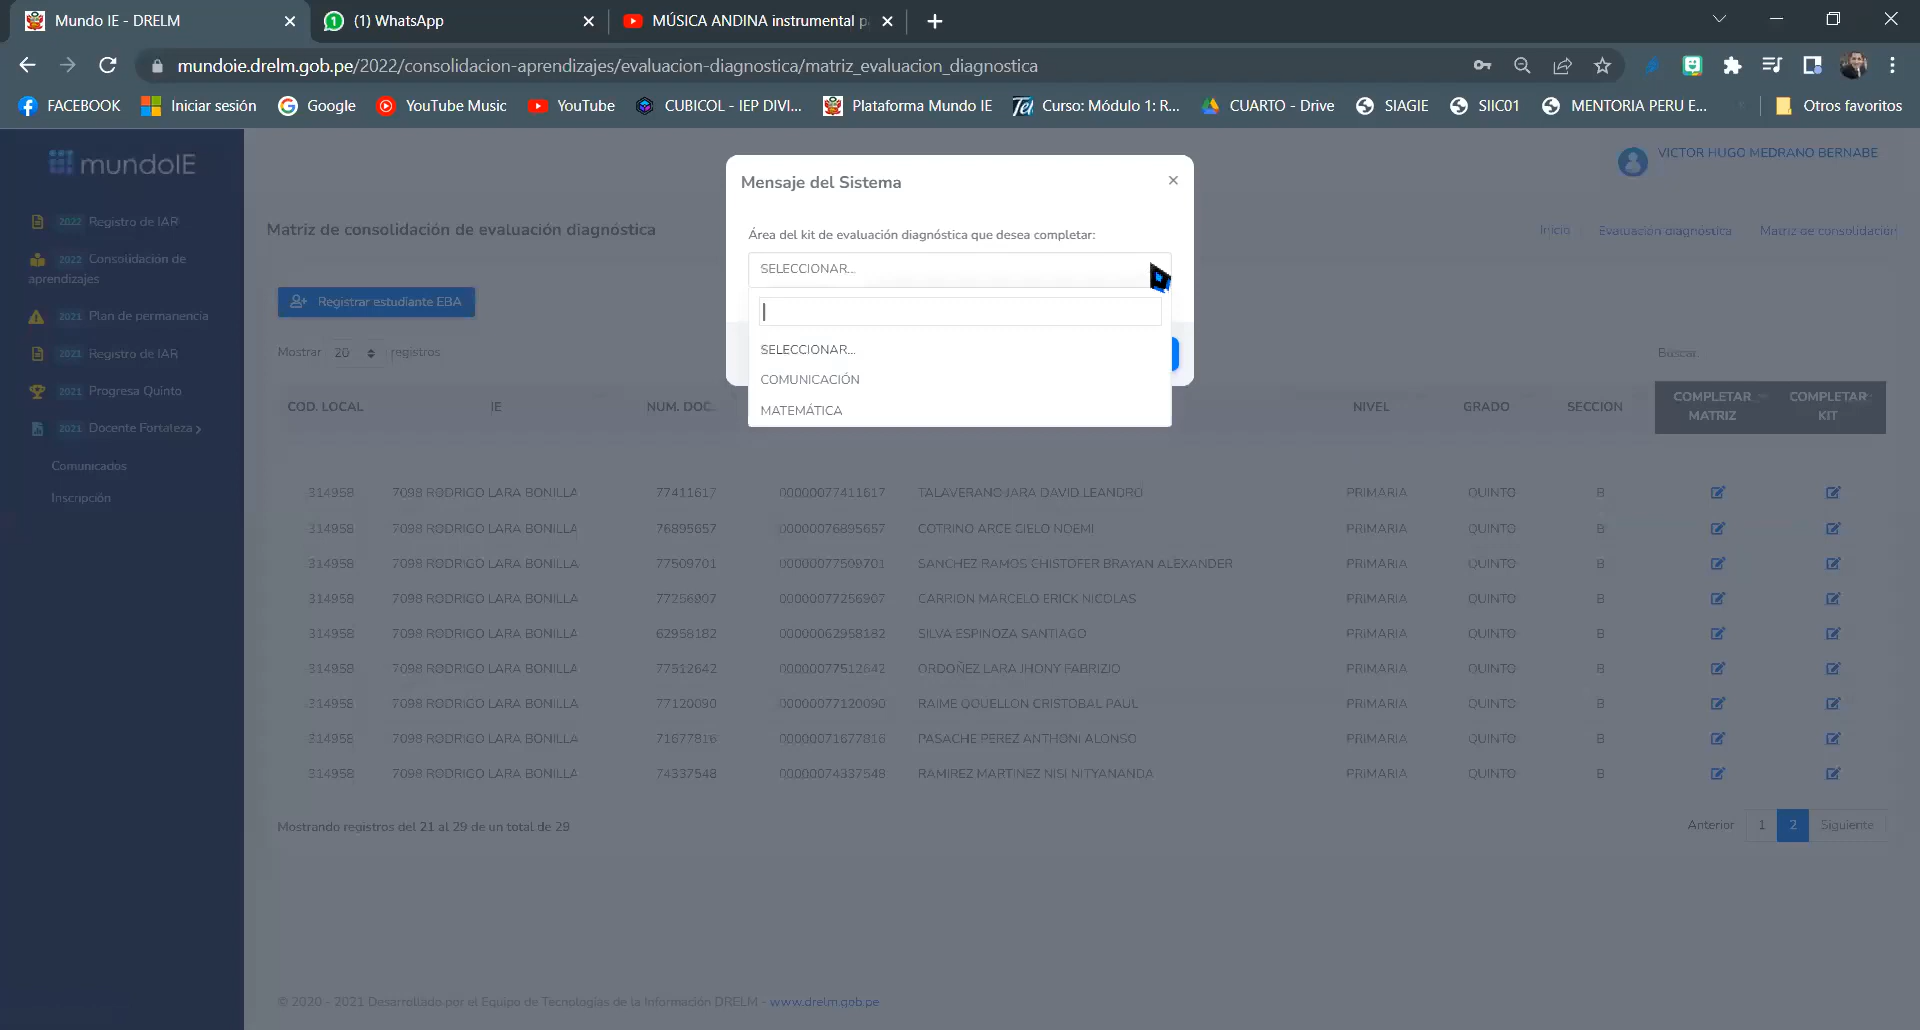 Mundo IE - DRELM
(1) WhatsApp
MÚSICA ANDINA instrumental p
mundoie.drelm.gob.pe/2022/consolidacion-aprendizajes/evaluacion-diagnostica/matriz_evaluacion_diagnostica
FACEBOOK
Iniciar sesión
Google
YouTube Music
YouTube
CUBICOL - IEP DIVI...
Plataforma Mundo IE
Curso: Módulo 1: R...
CUARTO - Drive
SIAGIE
SIIC01
MENTORIA PERU E...
Otros favoritos
mundoIE
VICTOR HUGO MEDRANO BERNABE
Mensaje del Sistema
×
2022 Registro de IAR
2022 Consolidación de
aprendizajes
2021 Plan de permanencia
2021 Registro de IAR
2021 Progresa Quinto
2021 Docente Fortaleza
Comunicados
Inscripción
Matriz de consolidación de evaluación diagnóstica
Inicio
Evaluación diagnóstica
Matriz de consolidación
Área del kit de evaluación diagnóstica que desea completar:
SELECCIONAR...
SELECCIONAR...
COMUNICACIÓN
MATEMÁTICA
Registrar estudiante EBA
Mostrar 20 registros
Buscar:
COD. LOCAL IE NUM. DOC. NIVEL GRADO SECCION COMPLETAR MATRIZ COMPLETAR KIT
314958 7098 RODRIGO LARA BONILLA 77411617 00000077411617 TALAVERANO JARA DAVID LEANDRO PRIMARIA QUINTO B
314958 7098 RODRIGO LARA BONILLA 76895657 00000076895657 COTRINO ARCE CIELO NOEMI PRIMARIA QUINTO B
314958 7098 RODRIGO LARA BONILLA 77509701 00000077509701 SANCHEZ RAMOS CHISTOFER BRAYAN ALEXANDER PRIMARIA QUINTO B
314958 7098 RODRIGO LARA BONILLA 77256907 00000077256907 CARRION MARCELO ERICK NICOLAS PRIMARIA QUINTO B
314958 7098 RODRIGO LARA BONILLA 62958182 00000062958182 SILVA ESPINOZA SANTIAGO PRIMARIA QUINTO B
314958 7098 RODRIGO LARA BONILLA 77512642 00000077512642 ORDOÑEZ LARA JHONY FABRIZIO PRIMARIA QUINTO B
314958 7098 RODRIGO LARA BONILLA 77120090 00000077120090 RAIME QQUELLON CRISTOBAL PAUL PRIMARIA QUINTO B
314958 7098 RODRIGO LARA BONILLA 71677816 00000071677816 PASACHE PEREZ ANTHONI ALONSO PRIMARIA QUINTO B
314958 7098 RODRIGO LARA BONILLA 74337548 00000074337548 RAMIREZ MARTINEZ NISI NITYANANDA PRIMARIA QUINTO B
Mostrando registros del 21 al 29 de un total de 29
Anterior 1 2 Siguiente
© 2020 - 2021 Desarrollado por el Equipo de Tecnologías de la Información DRELM - www.drelm.gob.pe